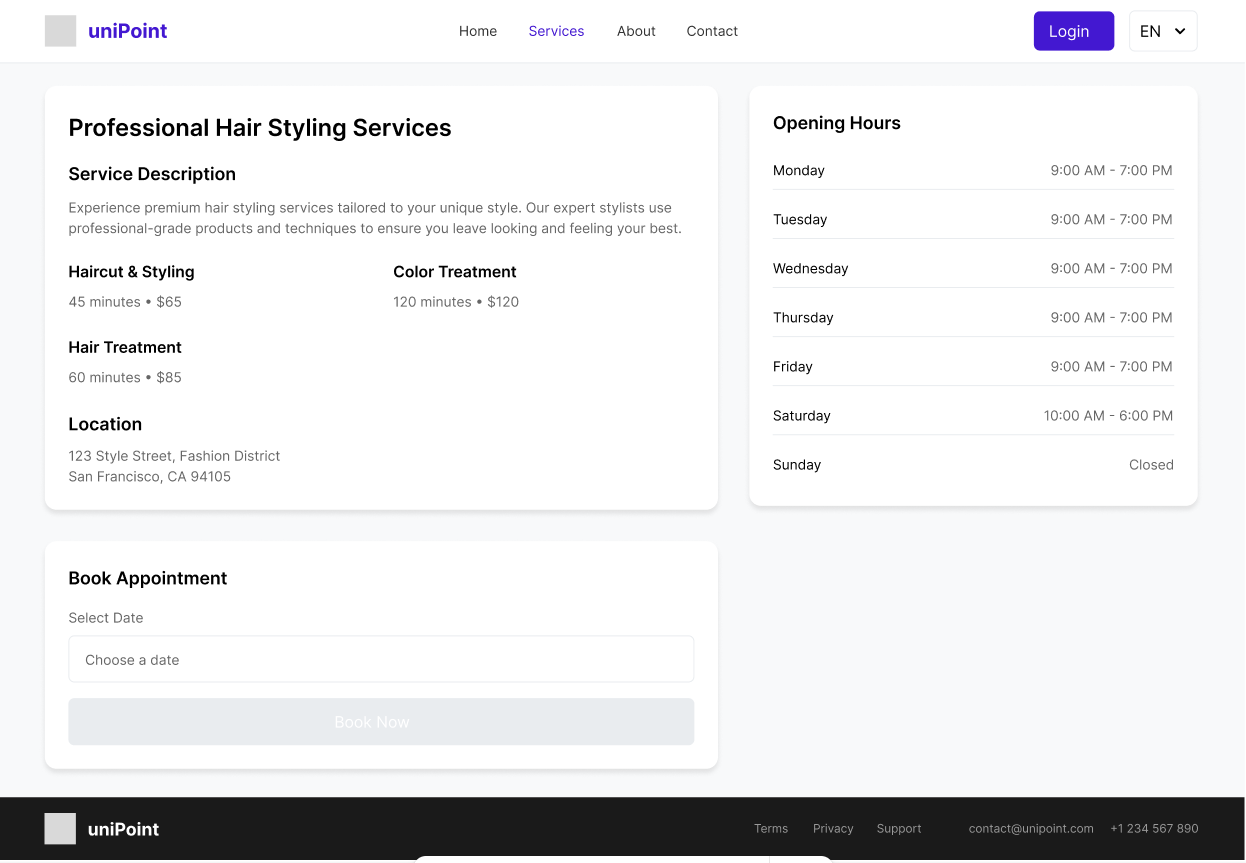 uniPoint
Home Services About Contact
Login
EN
Professional Hair Styling Services
Service Description
Experience premium hair styling services tailored to your unique style. Our expert stylists use
professional-grade products and techniques to ensure you leave looking and feeling your best.
Haircut & Styling
45 minutes • $65
Color Treatment
120 minutes • $120
Hair Treatment
60 minutes • $85
Location
123 Style Street, Fashion District
San Francisco, CA 94105
Opening Hours
Monday 9:00 AM - 7:00 PM
Tuesday 9:00 AM - 7:00 PM
Wednesday 9:00 AM - 7:00 PM
Thursday 9:00 AM - 7:00 PM
Friday 9:00 AM - 7:00 PM
Saturday 10:00 AM - 6:00 PM
Sunday Closed
Book Appointment
Select Date
Choose a date
Book Now
uniPoint
Terms Privacy Support contact@unipoint.com +1 234 567 890